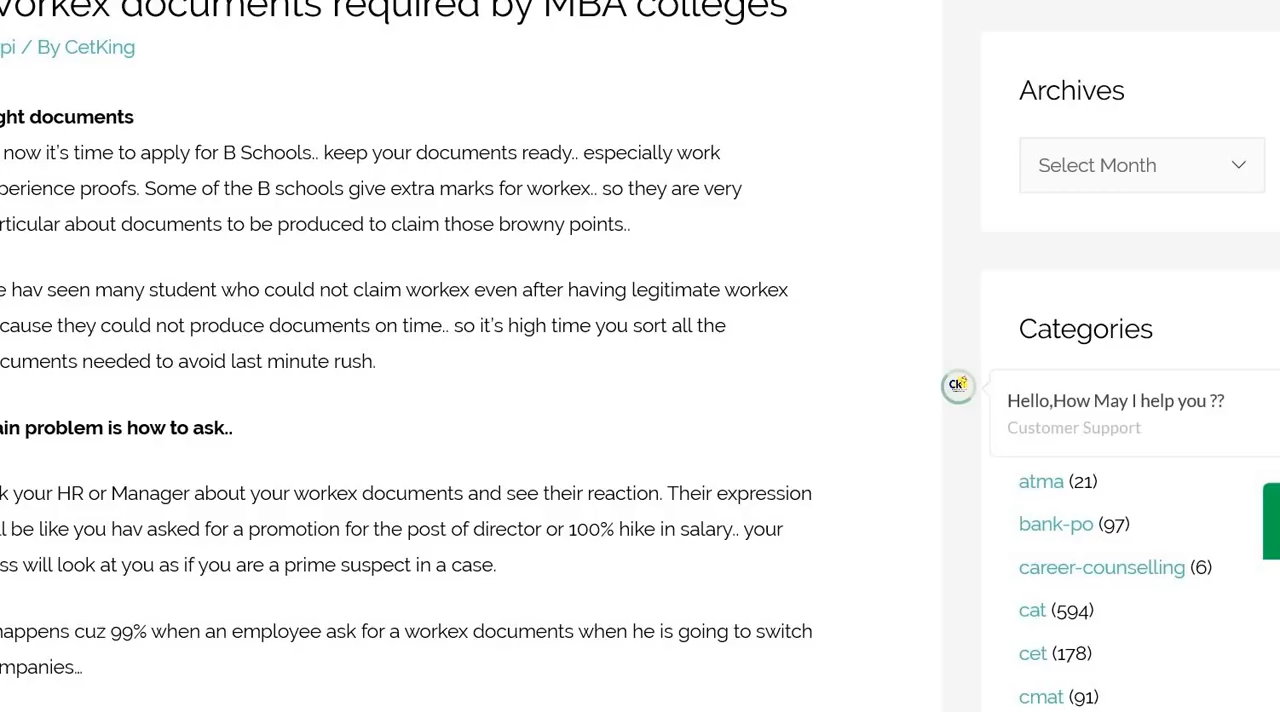 workex documents required by MBA colleges
pi / By CetKing
ght documents
now it's time to apply for B Schools.. keep your documents ready.. especially work
perience proofs. Some of the B schools give extra marks for workex.. so they are very
rticular about documents to be produced to claim those browny points..
e hav seen many student who could not claim workex even after having legitimate workex
cause they could not produce documents on time.. so it's high time you sort all the
cuments needed to avoid last minute rush.
ain problem is how to ask..
k your HR or Manager about your workex documents and see their reaction. Their expression
ll be like you hav asked for a promotion for the post of director or 100% hike in salary.. your
ss will look at you as if you are a prime suspect in a case.
happens cuz 99% when an employee ask for a workex documents when he is going to switch
mpanies…
Archives
Select Month
Categories
Ck?
Hello,How May I help you ??
Customer Support
atma (21)
bank-po (97)
career-counselling (6)
cat (594)
cet (178)
cmat (91)